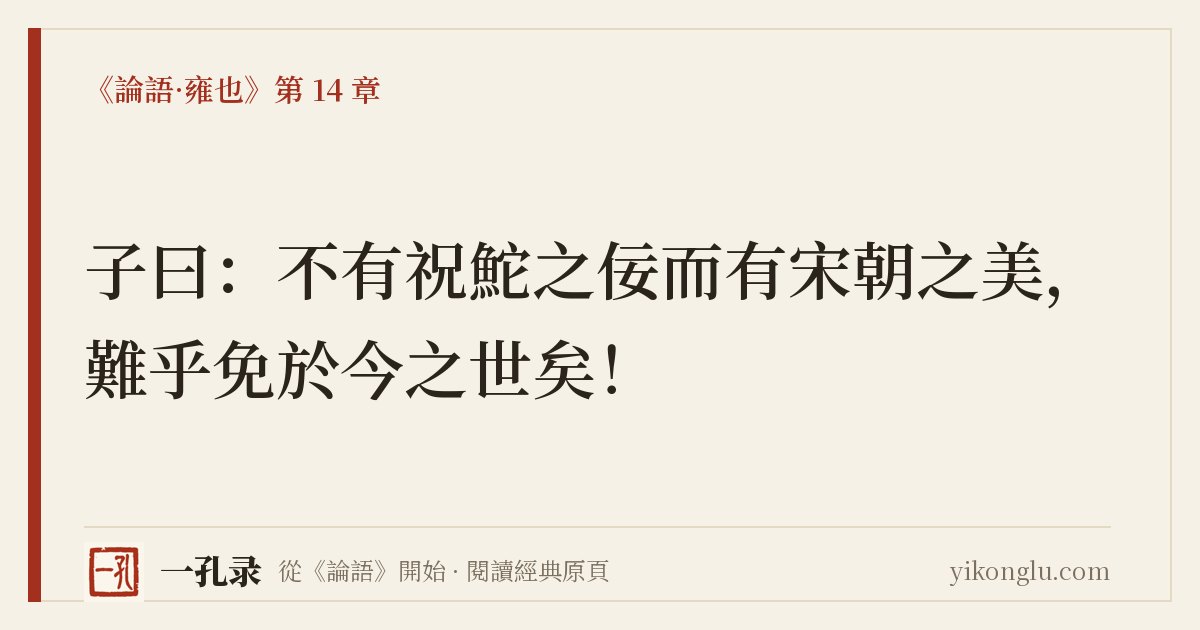 《論語·雍也》第 14 章
子曰：不有祝鮀之佞而有宋朝之美，
難乎免於今之世矣！
一孔
一孔录 從《論語》開始 · 閱讀經典原頁
yikonglu.com